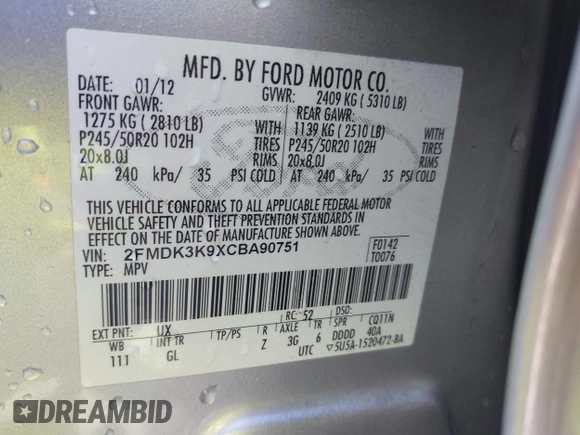 MFD. BY FORD MOTOR CO.
DATE: 01/12 GVWR: 2409 KG ( 5310 LB)
FRONT GAWR: REAR GAWR:
1275 KG ( 2810 LB) 1139 KG ( 2510 LB)
P245/50R20 102H TIRES P245/50R20 102H TIRES
20x8.0J RIMS 20x8.0J RIMS
AT 240 kPa/ 35 PSI COLD AT 240 kPa/ 35 PSI COLD
THIS VEHICLE CONFORMS TO ALL APPLICABLE FEDERAL MOTOR
VEHICLE SAFETY AND THEFT PREVENTION STANDARDS IN
EFFECT ON THE DATE OF MANUFACTURE SHOWN ABOVE.
VIN: 2FMDK3K9XCBA90751 F0142
TYPE: MPV T0076
EXT PNT: UX RC: 52 DSO: CQ11N
WB INT TR TP/PS R AXLE TR SPR 40A
111 GL Z 3G 6 DDDD
UTC ▽5U5A-1520472-BA
DREAMBID